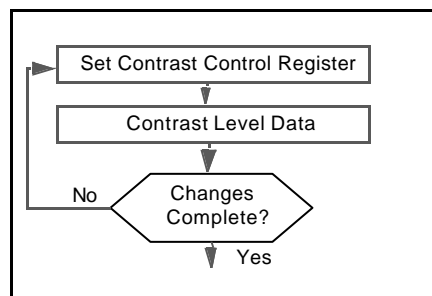 Set Contrast Control Register
Contrast Level Data
No
Changes
Complete?
Yes